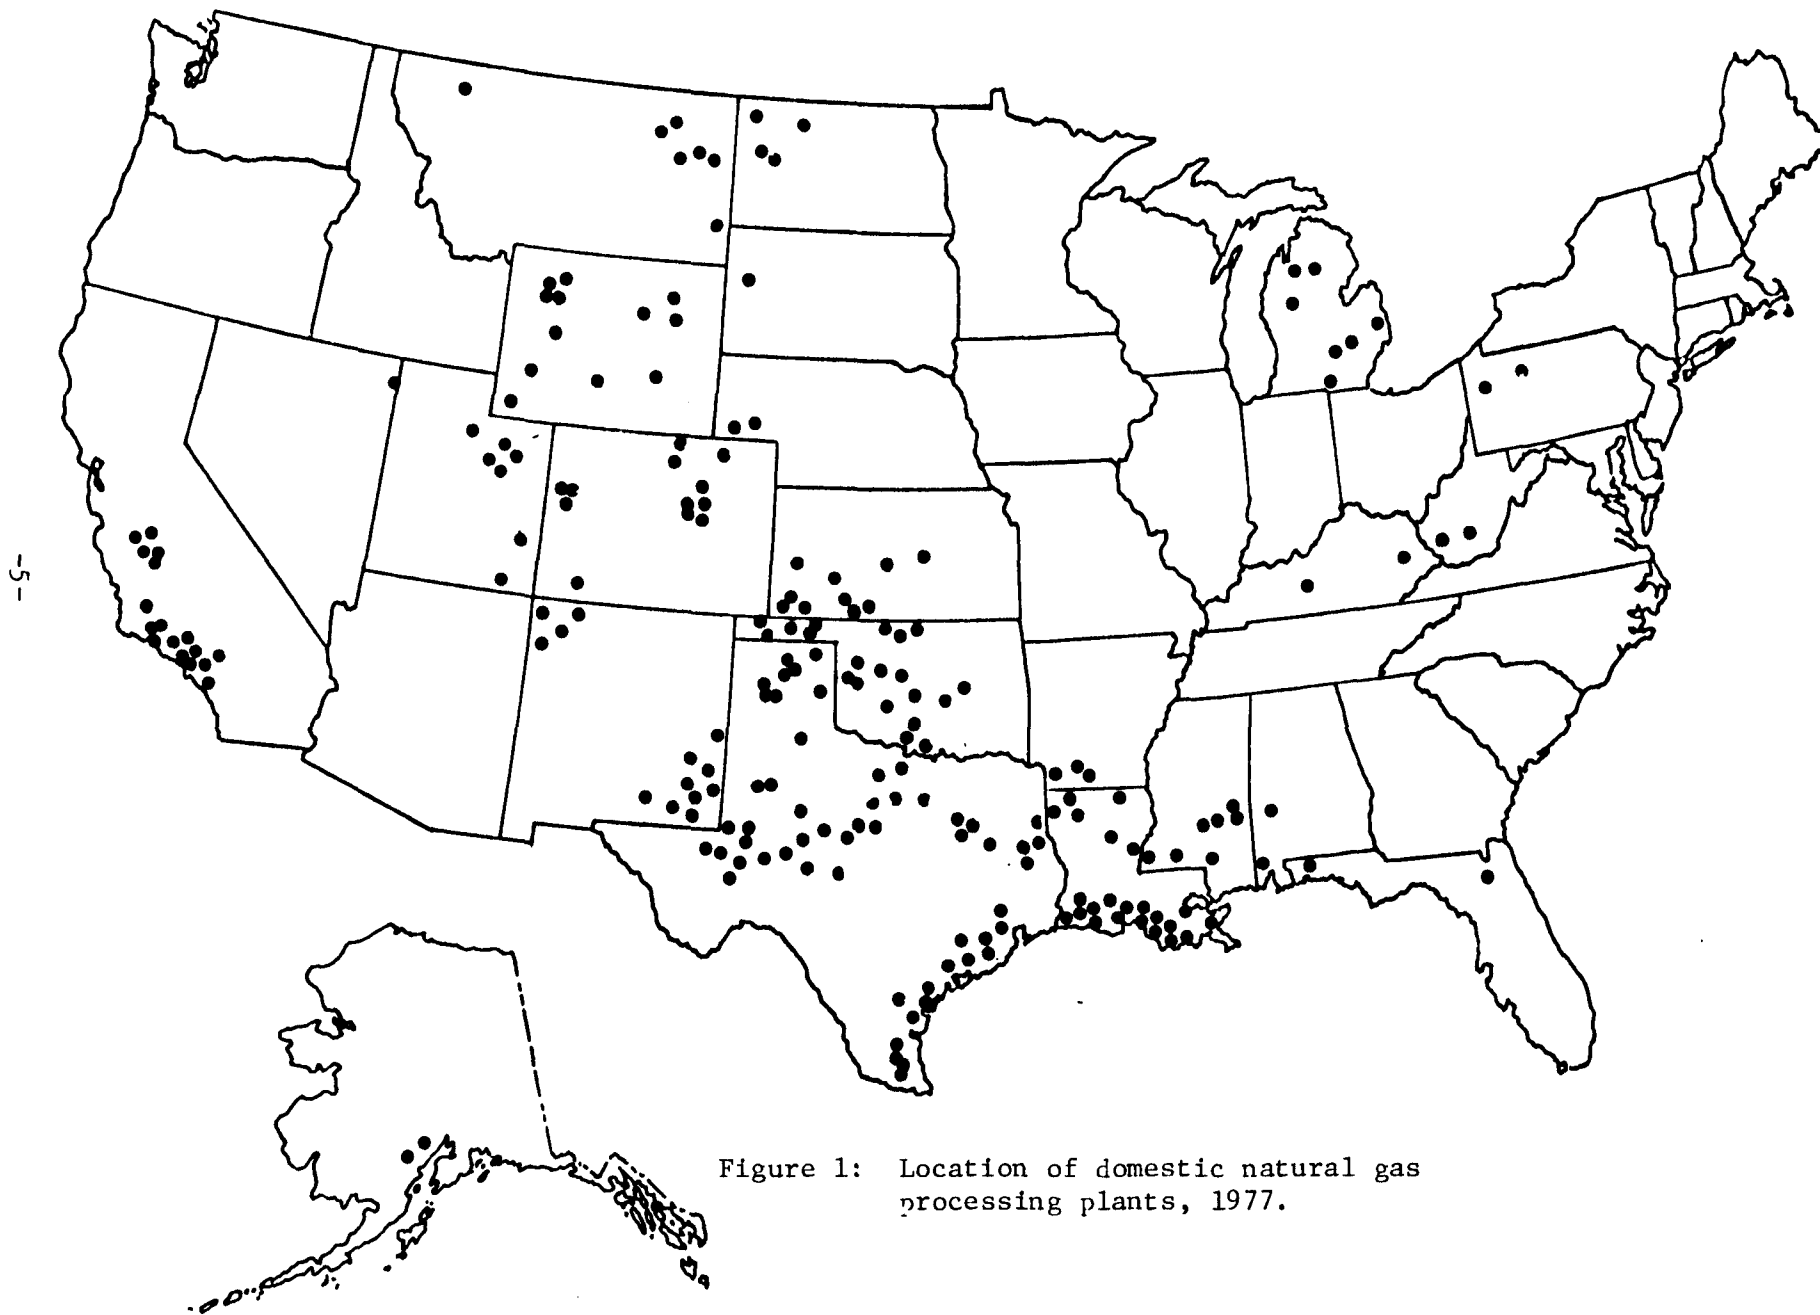 -5-
Figure 1: Location of domestic natural gas
processing plants, 1977.